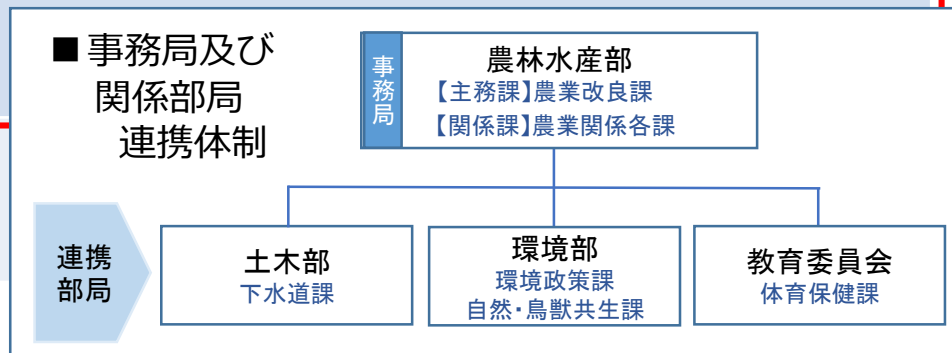 ■事務局及び
関係部局
連携体制
事務局
農林水産部
【主務課】農業改良課
【関係課】農業関係各課
連携
部局
土木部
下水道課
環境部
環境政策課
自然・鳥獣共生課
教育委員会
体育保健課